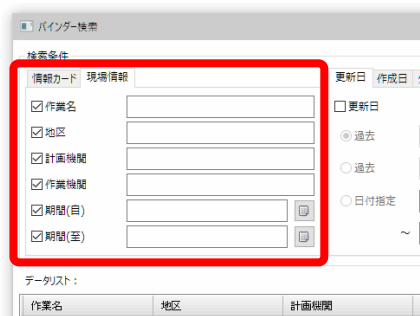 バインダー検索
検索条件
情報カード 現場情報
作業名
地区
計画機関
作業機関
期間(自)
期間(至)
更新日 作成日
更新日
過去
過去
日付指定
～
データリスト：
作業名 地区 計画機関